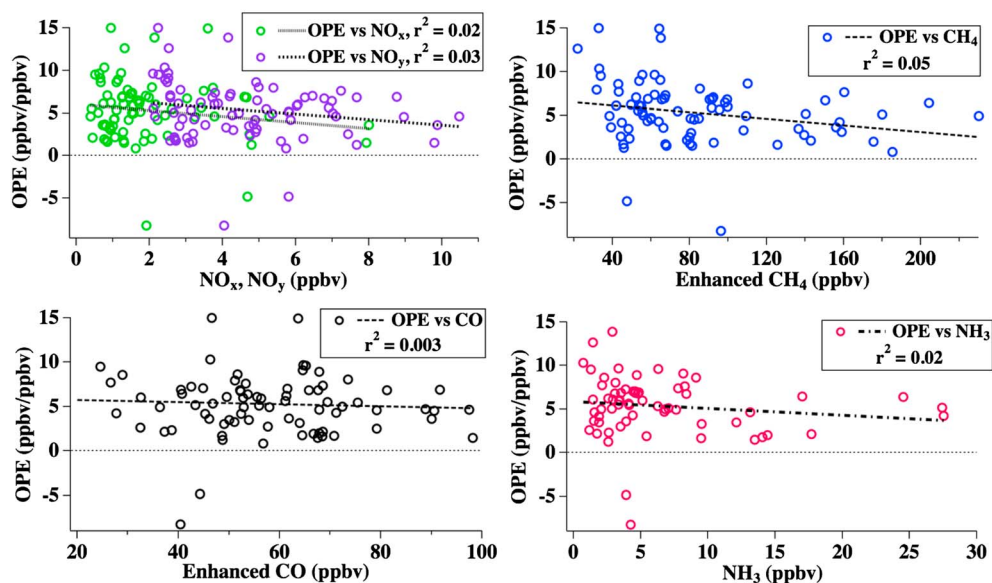 OPE vs NOx, r² = 0.02
OPE vs NOy, r² = 0.03
15
10
5
0
-5
OPE (ppbv/ppbv)
0 2 4 6 8 10
NOx, NOy (ppbv)
OPE vs CH₄
r² = 0.05
15
10
5
0
-5
OPE (ppbv/ppbv)
40 80 120 160 200
Enhanced CH₄ (ppbv)
OPE vs CO
r² = 0.003
15
10
5
0
-5
OPE (ppbv/ppbv)
20 40 60 80 100
Enhanced CO (ppbv)
OPE vs NH₃
r² = 0.02
15
10
5
0
-5
OPE (ppbv/ppbv)
0 5 10 15 20 25 30
NH₃ (ppbv)